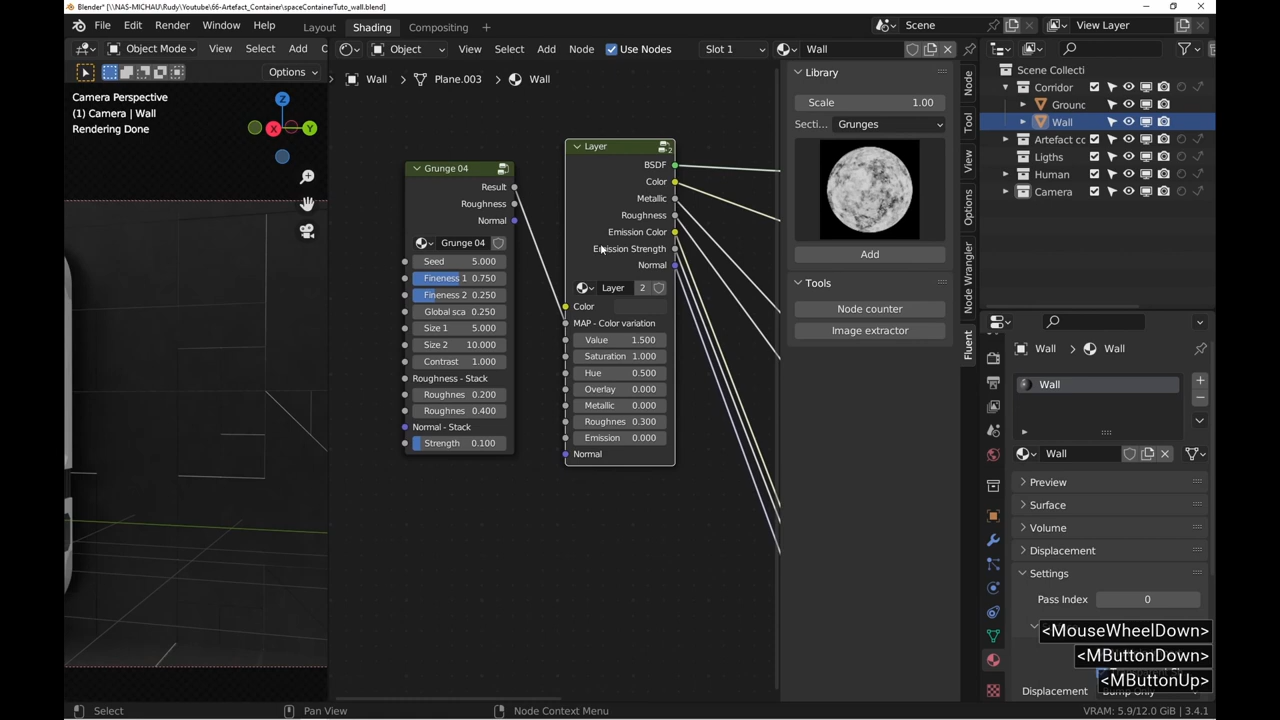 Blender* [\\NAS-MICHAU\Rudy\Youtube\66-Artefact_Container\spaceContainerTuto_wall.blend]
File Edit Render Window Help Layout Shading Compositing + Scene View Layer
Object Mode View Select Add Object View Select Add Node Use Nodes Slot 1 Wall
Options
Wall > Plane.003 > Wall
Camera Perspective
(1) Camera | Wall
Rendering Done
Z
X
Y
Grunge 04
Result
Roughness
Normal
Grunge 04
Seed 5.000
Fineness 1 0.750
Fineness 2 0.250
Global sca 0.250
Size 1 5.000
Size 2 10.000
Contrast 1.000
Roughness - Stack
Roughnes 0.200
Roughnes 0.400
Normal - Stack
Strength 0.100
Layer
BSDF
Color
Metallic
Roughness
Emission Color
Emission Strength
Normal
Layer 2
Color
MAP - Color variation
Value 1.500
Saturation 1.000
Hue 0.500
Overlay 0.000
Metallic 0.000
Roughnes 0.300
Emission 0.000
Normal
Library
Scale 1.00
Secti... Grunges
Add
Tools
Node counter
Image extractor
Node
Tool
View
Options
Node Wrangler
Fluent
Scene Collecti
Corridor
Ground
Wall
Artefact cc
Ligths
Human
Camera
Wall > Wall
Wall
Wall
Preview
Surface
Volume
Displacement
Settings
Pass Index 0
<MouseWheelDown>
<MButtonDown>
<MButtonUp>
Displacement Bump Only
Select Pan View Node Context Menu VRAM: 5.9/12.0 GiB | 3.4.1